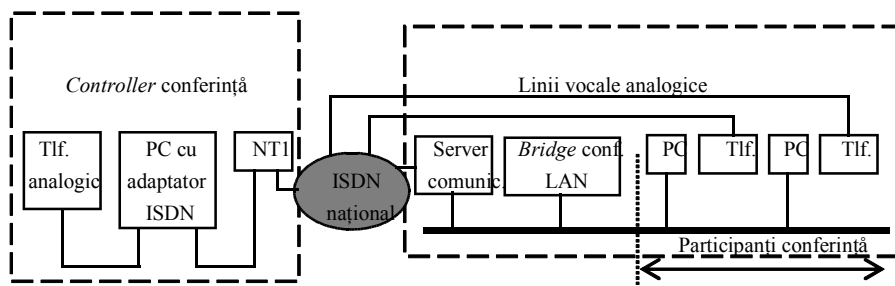 Controller conferință
Linii vocale analogice
Tlf.
analogic
PC cu
adaptator
ISDN
NT1
ISDN
național
Server
comunic.
Bridge conf.
LAN
PC
Tlf.
PC
Tlf.
Participanți conferință